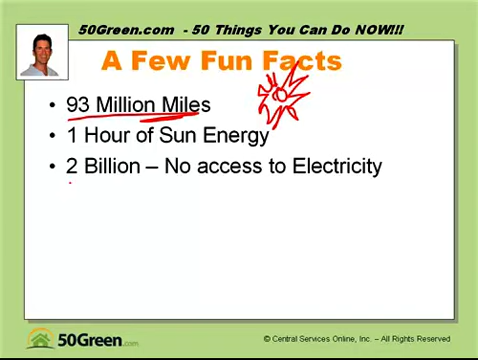 50Green.com - 50 Things You Can Do NOW!!!
A Few Fun Facts
• 93 Million Miles
• 1 Hour of Sun Energy
• 2 Billion – No access to Electricity
50Green.com
© Central Services Online, Inc. – All Rights Reserved